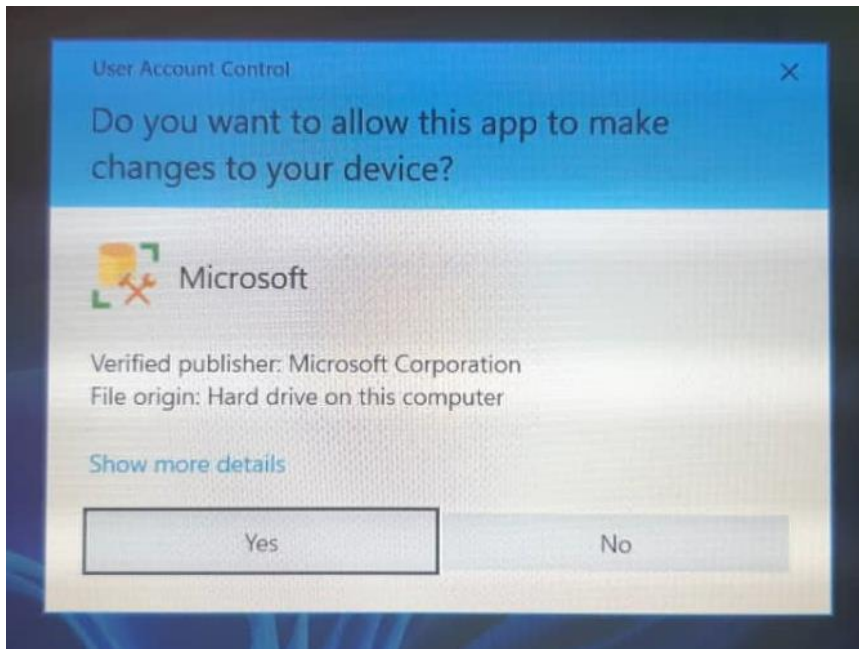 User Account Control
Do you want to allow this app to make
changes to your device?
Microsoft
Verified publisher: Microsoft Corporation
File origin: Hard drive on this computer
Show more details
Yes
No